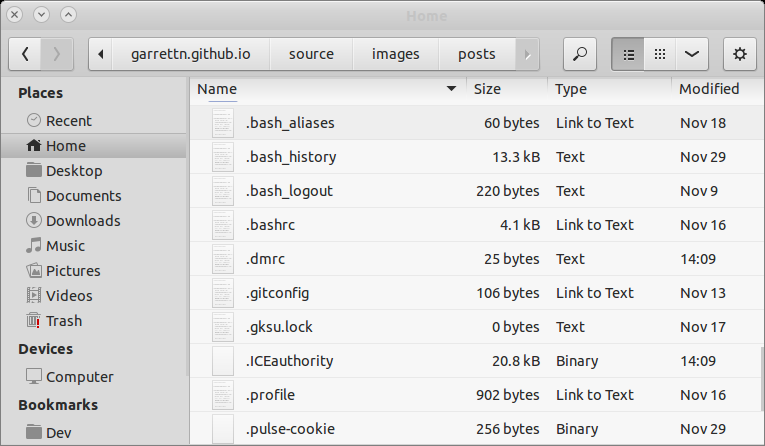 Home
garrettn.github.io source images posts
Places
Recent
Home
Desktop
Documents
Downloads
Music
Pictures
Videos
Trash
Devices
Computer
Bookmarks
Dev
Name Size Type Modified
.bash_aliases 60 bytes Link to Text Nov 18
.bash_history 13.3 kB Text Nov 29
.bash_logout 220 bytes Text Nov 9
.bashrc 4.1 kB Link to Text Nov 16
.dmrc 25 bytes Text 14:09
.gitconfig 106 bytes Link to Text Nov 13
.gksu.lock 0 bytes Text Nov 17
.ICEauthority 20.8 kB Binary 14:09
.profile 902 bytes Link to Text Nov 16
.pulse-cookie 256 bytes Binary Nov 29